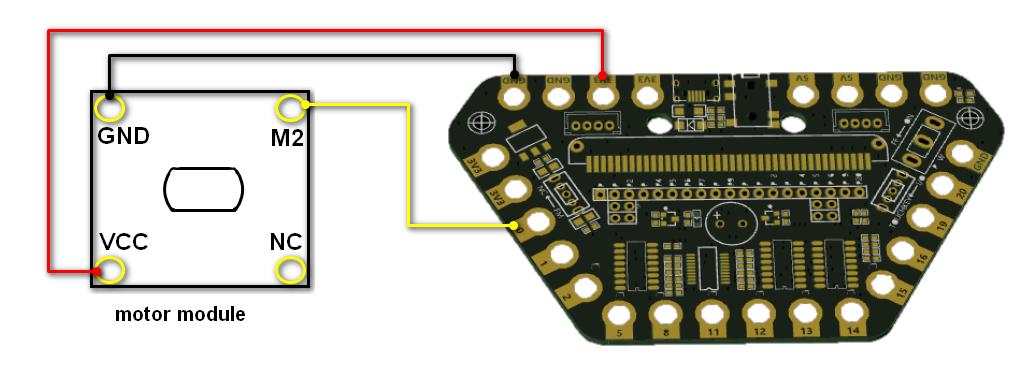 GND
M2
VCC
NC
motor module
GND
GND
3V3
3V3
5V
5V
GND
GND
3V3
3V3
0
1
2
5
8
11
12
13
14
15
16
19
20
GND